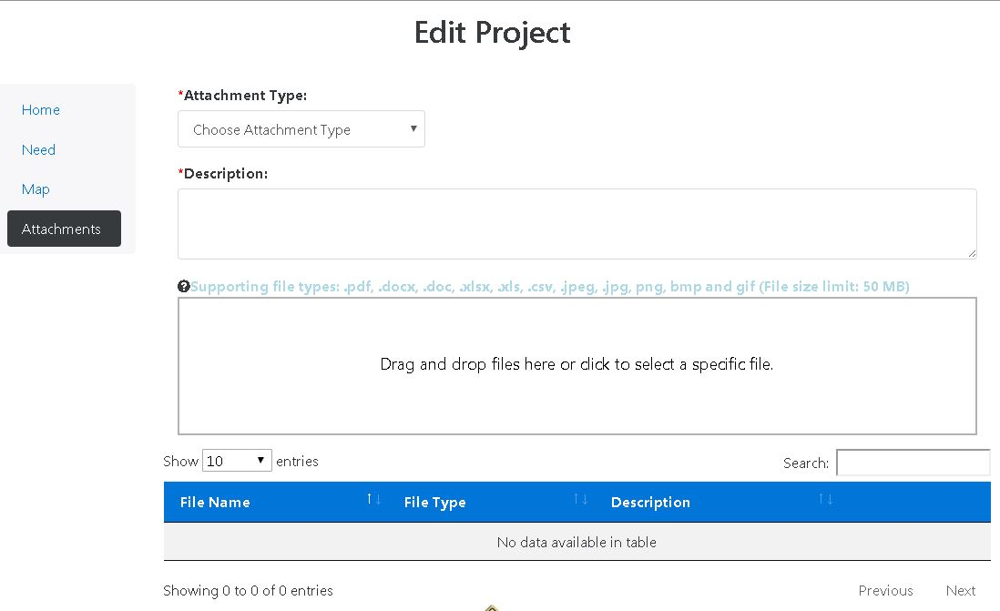 Edit Project
Home
Need
Map
Attachments
*Attachment Type:
Choose Attachment Type
*Description:
Supporting file types: .pdf, .docx, .doc, .xlsx, .xls, .csv, .jpeg, .jpg, png, bmp and gif (File size limit: 50 MB)
Drag and drop files here or click to select a specific file.
Show 10 entries
Search:
File Name File Type Description
No data available in table
Showing 0 to 0 of 0 entries
Previous Next